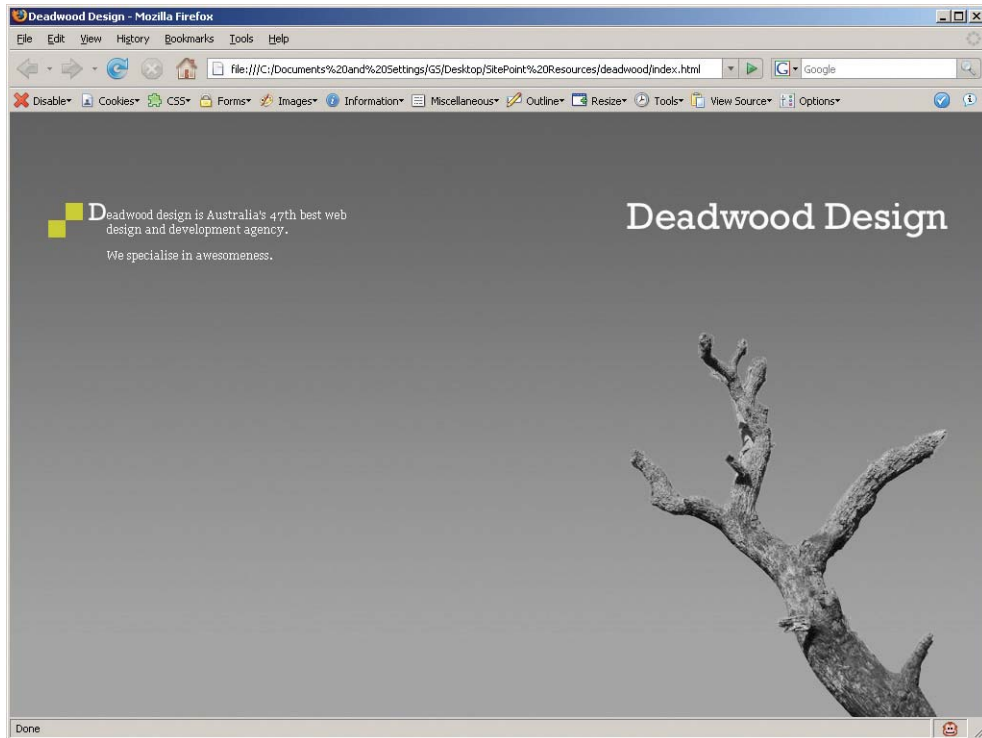 Deadwood Design - Mozilla Firefox
File Edit View History Bookmarks Tools Help
file:///C:/Documents%20and%20Settings/GS/Desktop/SitePoint%20Resources/deadwood/index.html G Google
Disable Cookies CSS Forms Images Information Miscellaneous Outline Resize Tools View Source Options
Deadwood design is Australia's 47th best web
design and development agency.
We specialise in awesomeness.
Deadwood Design
Done